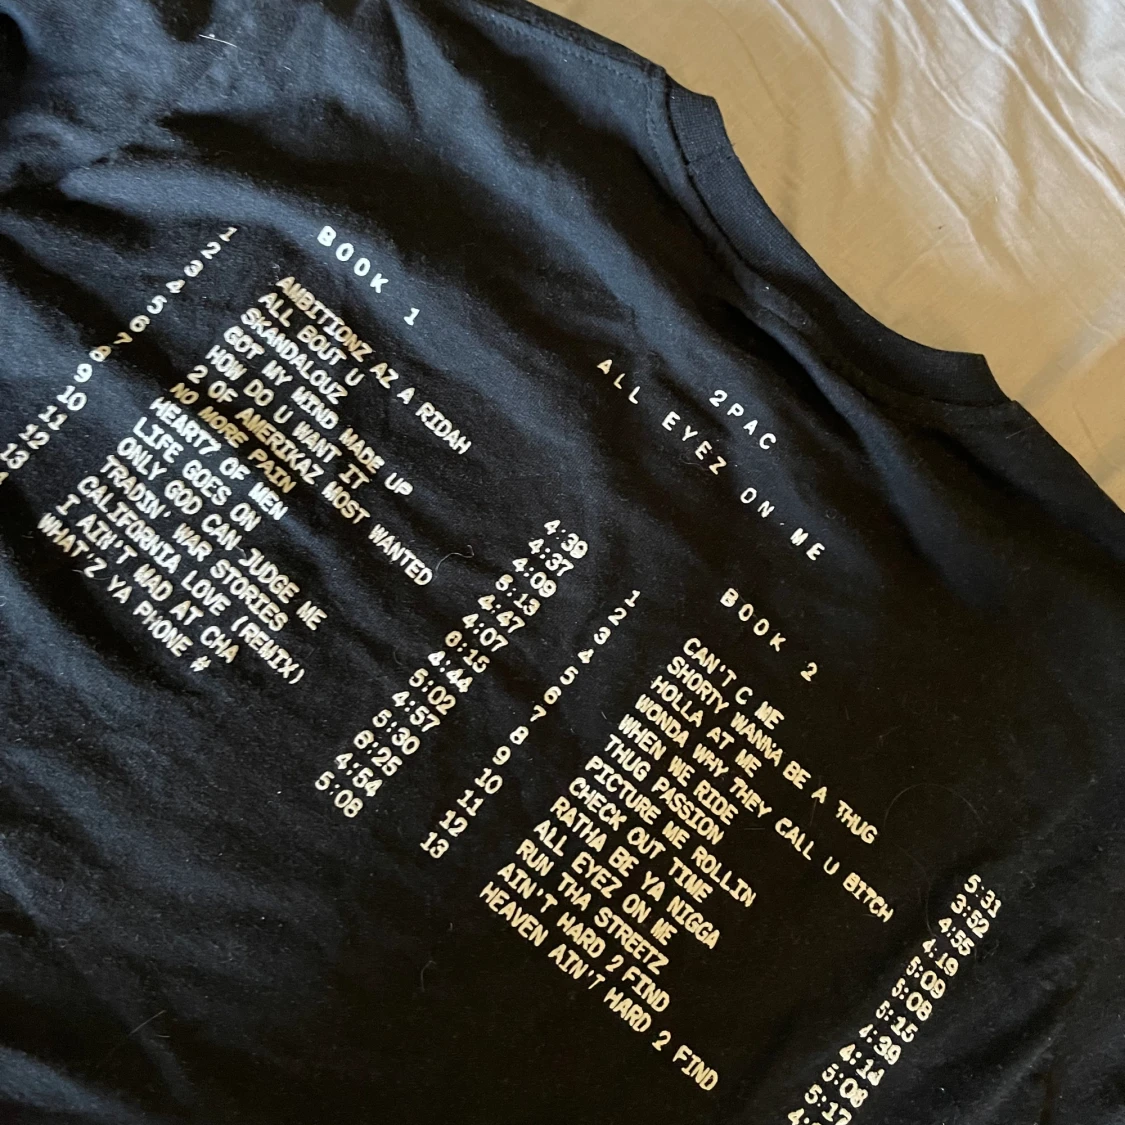 2PAC
ALL EYEZ ON ME
BOOK 1
1 AMBITIONZ AZ A RIDAH 4:39
2 ALL BOUT U 4:37
3 SKANDALOUZ 4:09
4 GOT MY MIND MADE UP 5:13
5 HOW DO U WANT IT 4:47
6 2 OF AMERIKAZ MOST WANTED 4:07
7 NO MORE PAIN 6:15
8 HEARTZ OF MEN 4:44
9 LIFE GOES ON 5:02
10 ONLY GOD CAN JUDGE ME 4:57
11 TRADIN' WAR STORIES 5:30
12 CALIFORNIA LOVE (REMIX) 6:25
13 I AIN'T MAD AT CHA 4:54
WHAT'Z YA PHONE # 5:08
BOOK 2
1 CAN'T C ME 5:31
2 SHORTY WANNA BE A THUG 3:52
3 HOLLA AT ME 4:55
4 WONDA WHY THEY CALL U BITCH 4:19
5 WHEN WE RIDE 5:09
6 THUG PASSION 5:08
7 PICTURE ME ROLLIN 5:15
8 CHECK OUT TIME 4:39
9 RATHA BE YA NIGGA 4:14
10 ALL EYEZ ON ME 5:08
11 RUN THA STREETZ 5:17
12 AIN'T HARD 2 FIND
13 HEAVEN AIN'T HARD 2 FIND